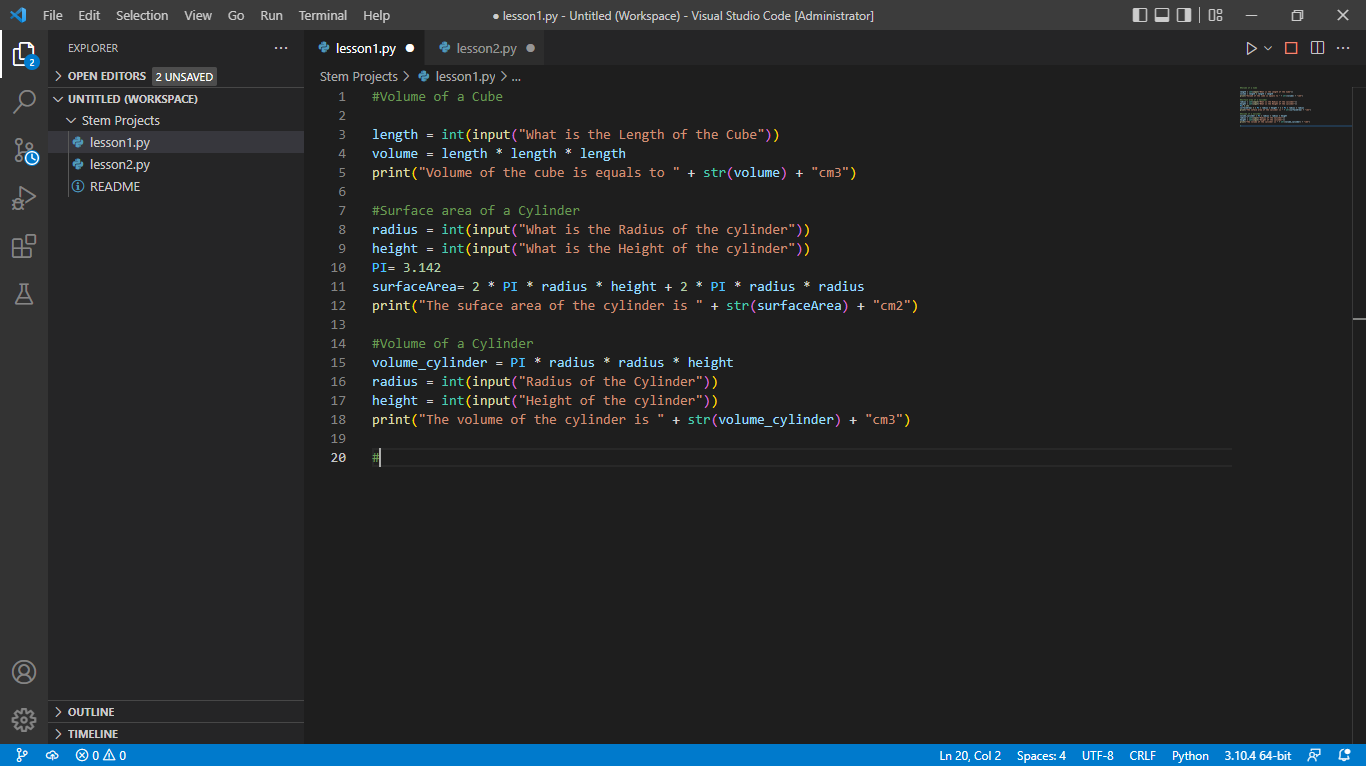 File Edit Selection View Go Run Terminal Help ● lesson1.py - Untitled (Workspace) - Visual Studio Code [Administrator]
EXPLORER
2
OPEN EDITORS 2 UNSAVED
UNTITLED (WORKSPACE)
Stem Projects
lesson1.py
lesson2.py
README
OUTLINE
TIMELINE
lesson1.py ● lesson2.py ●
Stem Projects > lesson1.py > ...
1 #Volume of a Cube
2
3 length = int(input("What is the Length of the Cube"))
4 volume = length * length * length
5 print("Volume of the cube is equals to " + str(volume) + "cm3")
6
7 #Surface area of a Cylinder
8 radius = int(input("What is the Radius of the cylinder"))
9 height = int(input("What is the Height of the cylinder"))
10 PI= 3.142
11 surfaceArea= 2 * PI * radius * height + 2 * PI * radius * radius
12 print("The suface area of the cylinder is " + str(surfaceArea) + "cm2")
13
14 #Volume of a Cylinder
15 volume_cylinder = PI * radius * radius * height
16 radius = int(input("Radius of the Cylinder"))
17 height = int(input("Height of the cylinder"))
18 print("The volume of the cylinder is " + str(volume_cylinder) + "cm3")
19
20 #
0 0 Ln 20, Col 2 Spaces: 4 UTF-8 CRLF Python 3.10.4 64-bit